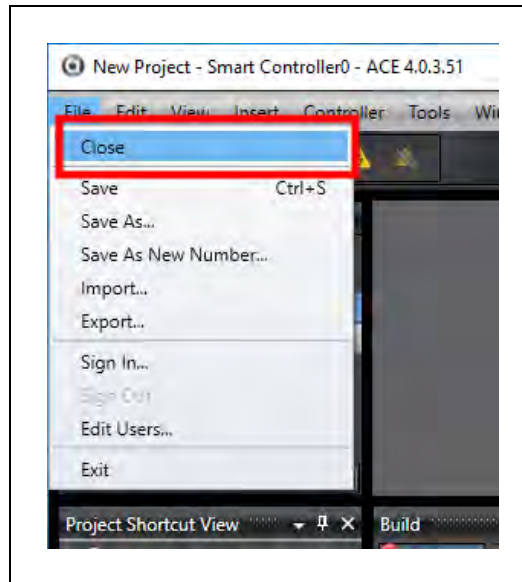 New Project - Smart Controller0 - ACE 4.0.3.51
File Edit View Insert Controller Tools
Close
Save Ctrl+S
Save As...
Save As New Number...
Import...
Export...
Sign In...
Sign Out
Edit Users...
Exit
Project Shortcut View Build